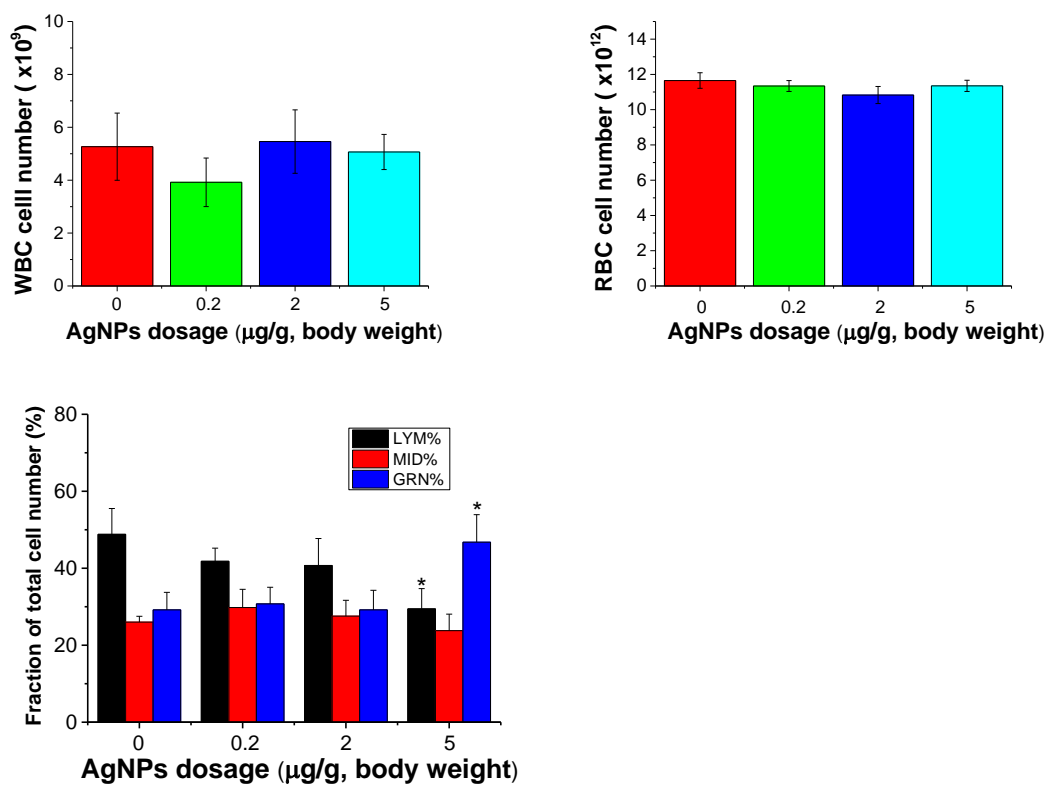 10
8
6
4
2
0
WBC celll number ( x10⁹)
0 0.2 2 5
AgNPs dosage (μg/g, body weight)
14
12
10
8
6
4
2
0
RBC cell number ( x10¹²)
0 0.2 2 5
AgNPs dosage (μg/g, body weight)
80
60
40
20
0
Fraction of total cell number (%)
LYM%
MID%
GRN%
*
*
0 0.2 2 5
AgNPs dosage (μg/g, body weight)